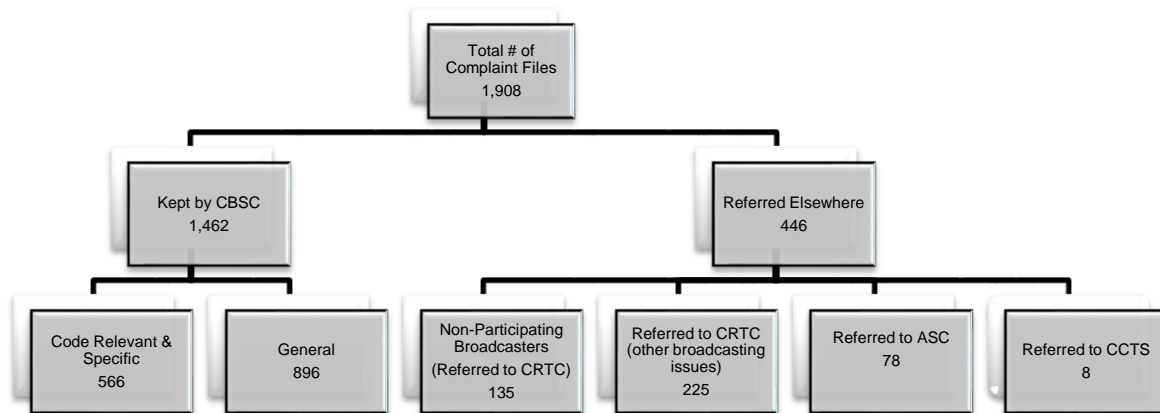 Total # of
Complaint Files
1,908
Kept by CBSC
1,462
Referred Elsewhere
446
Code Relevant &
Specific
566
General
896
Non-Participating
Broadcasters
(Referred to CRTC)
135
Referred to CRTC
(other broadcasting
issues)
225
Referred to ASC
78
Referred to CCTS
8